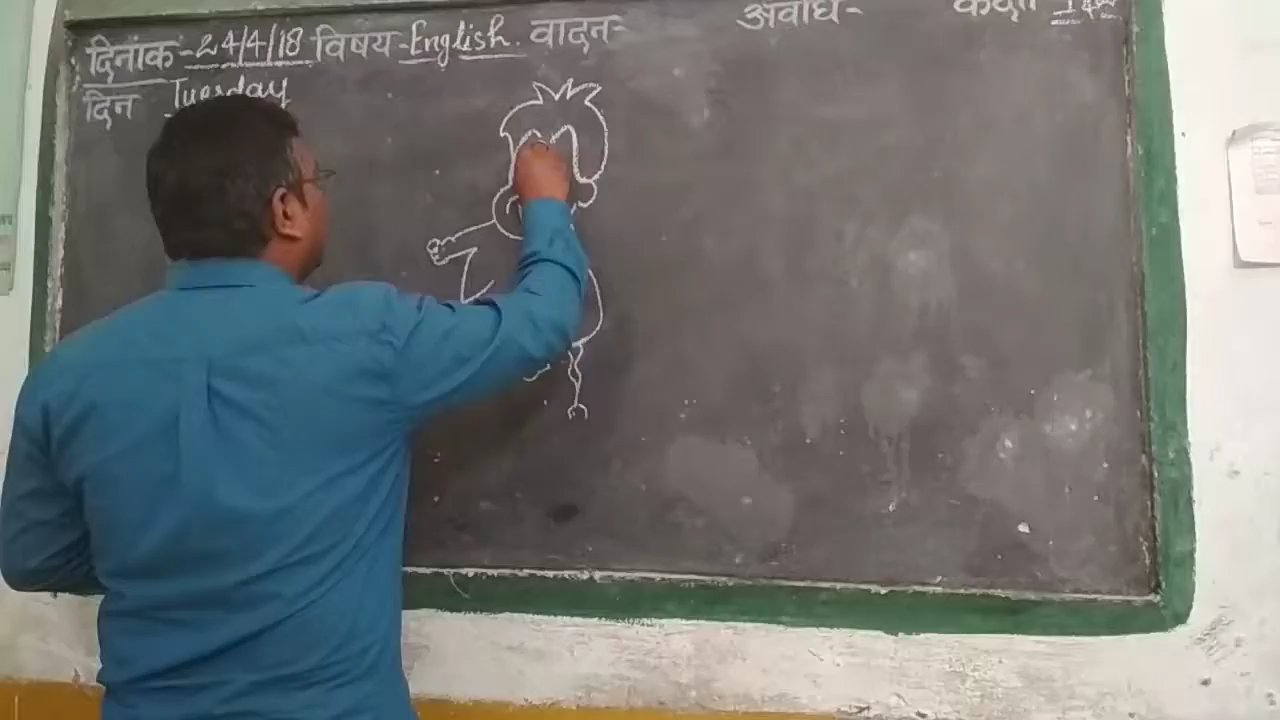 दिनांक - 24/4/18 विषय - English. वादन - अवधि - कक्षा
दिन Tuesday